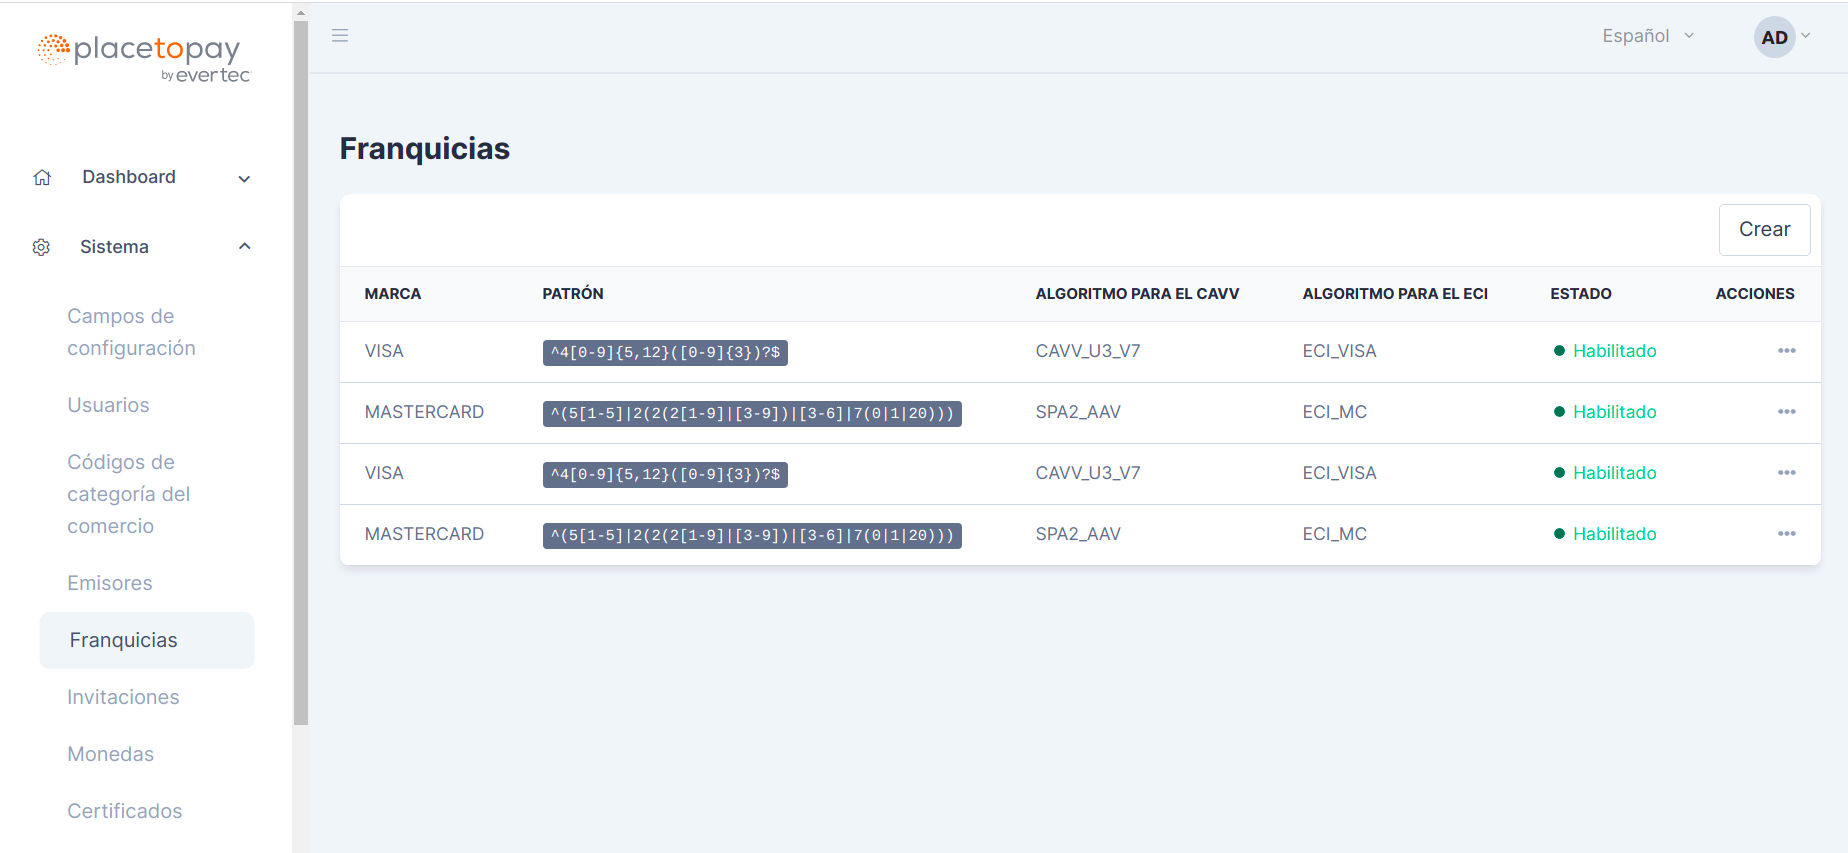 placetopay
by evertec
Español
AD
Dashboard
Sistema
Campos de
configuración
Usuarios
Códigos de
categoría del
comercio
Emisores
Franquicias
Invitaciones
Monedas
Certificados
Franquicias
Crear
MARCA PATRÓN ALGORITMO PARA EL CAVV ALGORITMO PARA EL ECI ESTADO ACCIONES
VISA ^4[0-9]{5,12}([0-9]{3})?$ CAVV_U3_V7 ECI_VISA Habilitado
MASTERCARD ^(5[1-5]|2(2(2[1-9]|[3-9])|[3-6]|7(0|1|20))) SPA2_AAV ECI_MC Habilitado
VISA ^4[0-9]{5,12}([0-9]{3})?$ CAVV_U3_V7 ECI_VISA Habilitado
MASTERCARD ^(5[1-5]|2(2(2[1-9]|[3-9])|[3-6]|7(0|1|20))) SPA2_AAV ECI_MC Habilitado